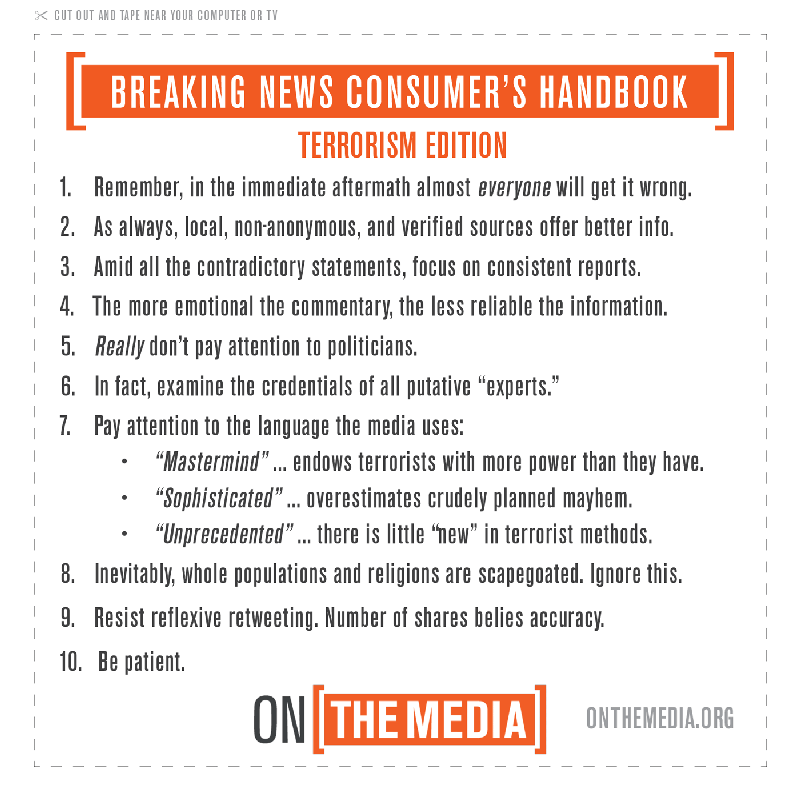 CUT OUT AND TAPE NEAR YOUR COMPUTER OR TV
BREAKING NEWS CONSUMER'S HANDBOOK
TERRORISM EDITION
1. Remember, in the immediate aftermath almost everyone will get it wrong.
2. As always, local, non-anonymous, and verified sources offer better info.
3. Amid all the contradictory statements, focus on consistent reports.
4. The more emotional the commentary, the less reliable the information.
5. Really don't pay attention to politicians.
6. In fact, examine the credentials of all putative "experts."
7. Pay attention to the language the media uses:
• "Mastermind" ... endows terrorists with more power than they have.
• "Sophisticated" ... overestimates crudely planned mayhem.
• "Unprecedented" ... there is little "new" in terrorist methods.
8. Inevitably, whole populations and religions are scapegoated. Ignore this.
9. Resist reflexive retweeting. Number of shares belies accuracy.
10. Be patient.
ON [THE MEDIA] ONTHEMEDIA.ORG